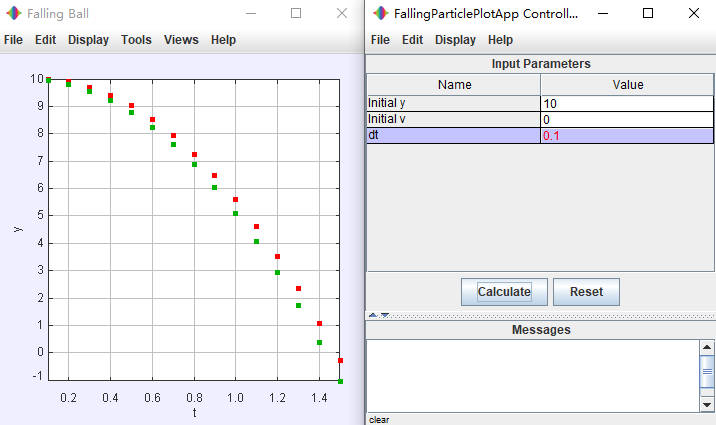 Falling Ball
File Edit Display Tools Views Help
10
9
8
7
6
5
4
3
2
1
0
-1
y
0.2 0.4 0.6 0.8 1.0 1.2 1.4
t
FallingParticlePlotApp Controll...
File Edit Display Help
Input Parameters
Name Value
Initial y 10
Initial v 0
dt 0.1
Calculate Reset
Messages
clear